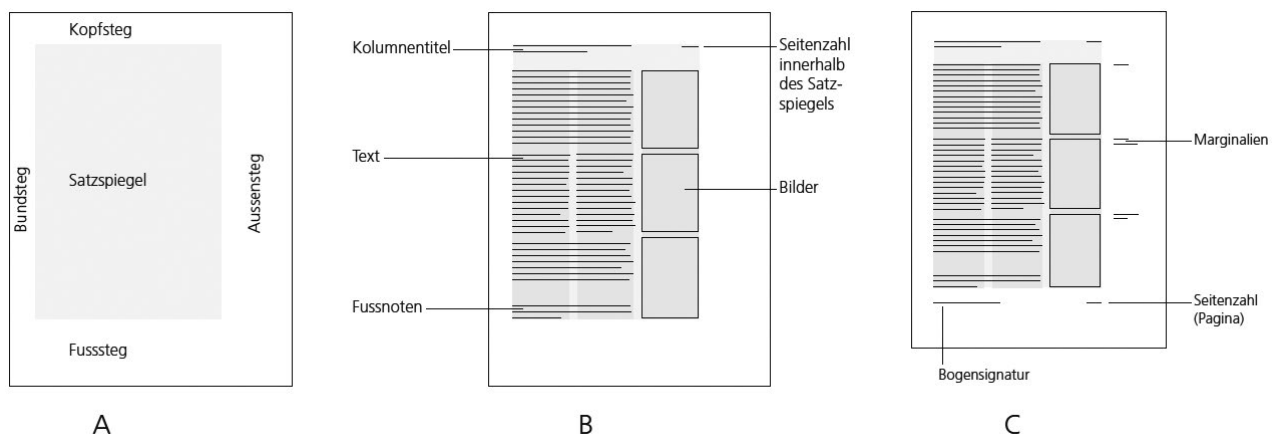 Kopfsteg
Bundsteg
Satzspiegel
Aussensteg
Fusssteg
A
Kolumnentitel
Seitenzahl
innerhalb
des Satz-
spiegels
Text
Bilder
Fussnoten
B
Marginalien
Seitenzahl
(Pagina)
Bogensignatur
C